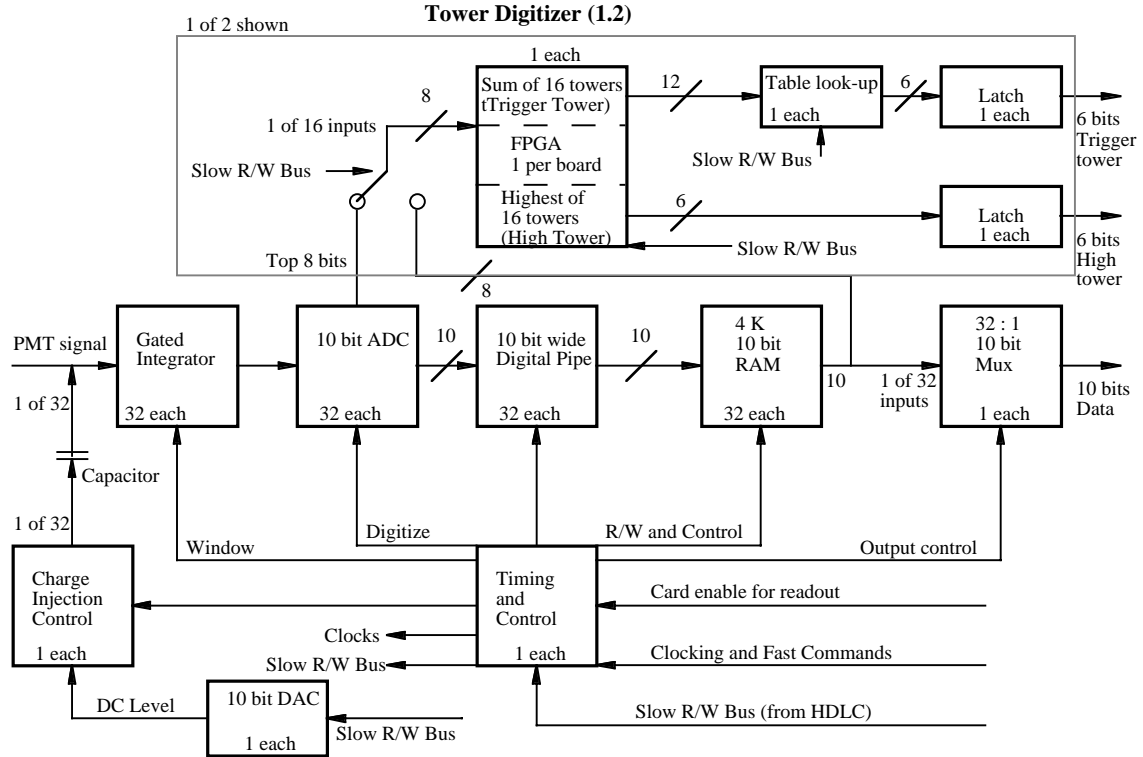 Tower Digitizer (1.2)
1 of 2 shown
1 each
Sum of 16 towers
tTrigger Tower)
FPGA
1 per board
Highest of
16 towers
(High Tower)
8
1 of 16 inputs
Slow R/W Bus
12
Table look-up
1 each
Slow R/W Bus
6
Latch
1 each
6 bits
Trigger
tower
6
Latch
1 each
6 bits
High
tower
Slow R/W Bus
Top 8 bits
8
PMT signal
Gated
Integrator
32 each
10 bit ADC
32 each
10
10 bit wide
Digital Pipe
32 each
10
4 K
10 bit
RAM
32 each
10
1 of 32
inputs
32 : 1
10 bit
Mux
1 each
10 bits
Data
1 of 32
Capacitor
1 of 32
Window
Digitize
R/W and Control
Output control
Charge
Injection
Control
1 each
Timing
and
Control
1 each
Card enable for readout
Clocks
Slow R/W Bus
Clocking and Fast Commands
DC Level
10 bit DAC
1 each
Slow R/W Bus
Slow R/W Bus (from HDLC)